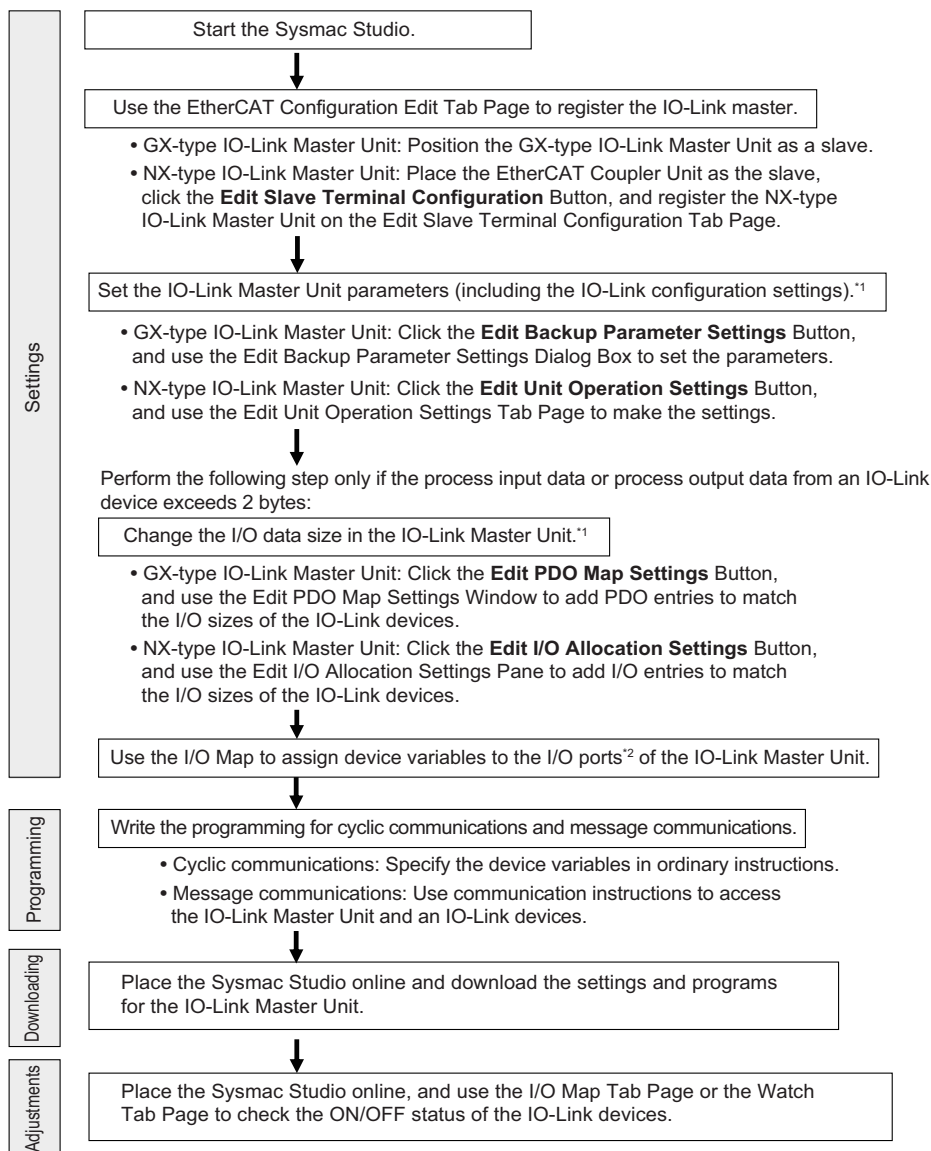 Settings
Start the Sysmac Studio.
Use the EtherCAT Configuration Edit Tab Page to register the IO-Link master.
• GX-type IO-Link Master Unit: Position the GX-type IO-Link Master Unit as a slave.
• NX-type IO-Link Master Unit: Place the EtherCAT Coupler Unit as the slave,
click the Edit Slave Terminal Configuration Button, and register the NX-type
IO-Link Master Unit on the Edit Slave Terminal Configuration Tab Page.
Set the IO-Link Master Unit parameters (including the IO-Link configuration settings).*1
• GX-type IO-Link Master Unit: Click the Edit Backup Parameter Settings Button,
and use the Edit Backup Parameter Settings Dialog Box to set the parameters.
• NX-type IO-Link Master Unit: Click the Edit Unit Operation Settings Button,
and use the Edit Unit Operation Settings Tab Page to make the settings.
Perform the following step only if the process input data or process output data from an IO-Link
device exceeds 2 bytes:
Change the I/O data size in the IO-Link Master Unit.*1
• GX-type IO-Link Master Unit: Click the Edit PDO Map Settings Button,
and use the Edit PDO Map Settings Window to add PDO entries to match
the I/O sizes of the IO-Link devices.
• NX-type IO-Link Master Unit: Click the Edit I/O Allocation Settings Button,
and use the Edit I/O Allocation Settings Pane to add I/O entries to match
the I/O sizes of the IO-Link devices.
Use the I/O Map to assign device variables to the I/O ports*2 of the IO-Link Master Unit.
Programming
Write the programming for cyclic communications and message communications.
• Cyclic communications: Specify the device variables in ordinary instructions.
• Message communications: Use communication instructions to access
the IO-Link Master Unit and an IO-Link devices.
Downloading
Place the Sysmac Studio online and download the settings and programs
for the IO-Link Master Unit.
Adjustments
Place the Sysmac Studio online, and use the I/O Map Tab Page or the Watch
Tab Page to check the ON/OFF status of the IO-Link devices.